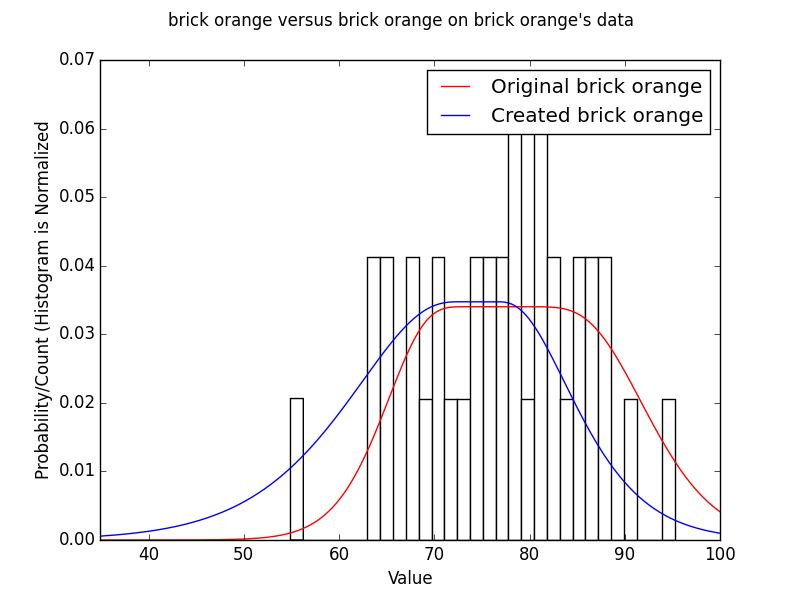 brick orange versus brick orange on brick orange's data
Original brick orange
Created brick orange
Probability/Count (Histogram is Normalized
0.07
0.06
0.05
0.04
0.03
0.02
0.01
0.00
40 50 60 70 80 90 100
Value